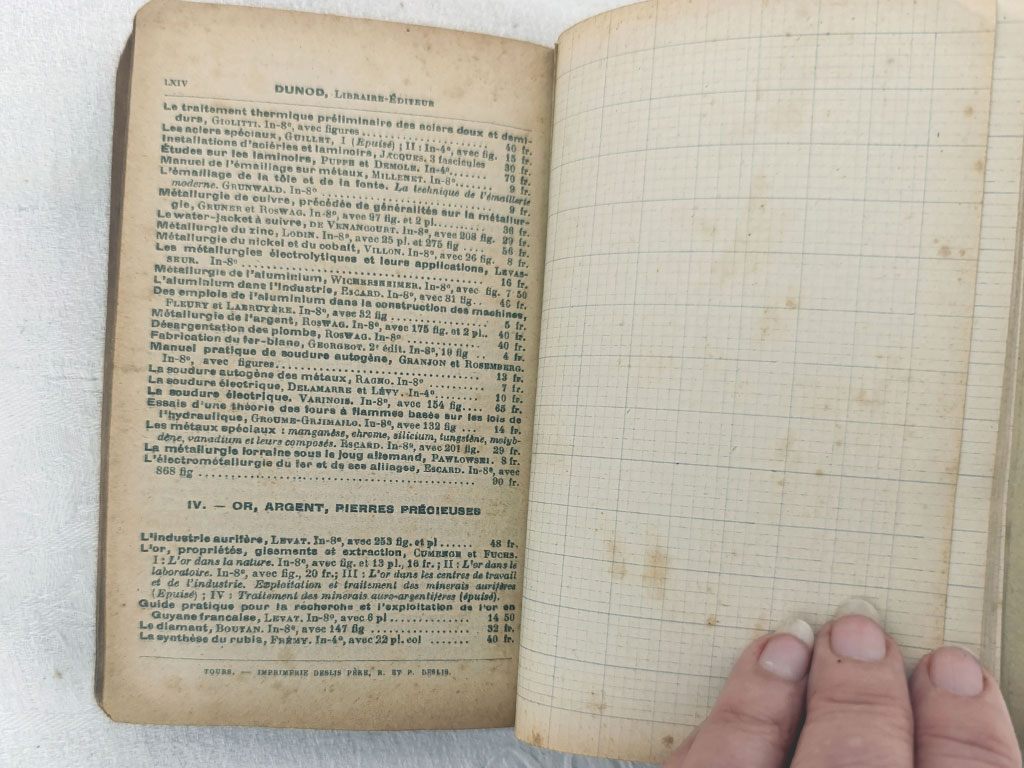 LXIV
DUNOD, LIBRAIRE-ÉDITEUR
Le traitement thermique préliminaire des aciers doux et demi-
durs, GIOLITTI. In-8°, avec figures .................. 40 fr.
Les aciers spéciaux, GUILLET, I (Epuisé) ; II : In-4°, avec fig. 15 fr.
Installations d'aciéries et laminoirs, JACQUES. 3 fascicules 30 fr.
Études sur les laminoirs, PUPPE et DEMOLE. In-4°....... 70 fr.
Manuel de l'émaillage sur métaux, MILLENET. In-8°...... 9 fr.
L'émaillage de la tôle et de la fonte. La technique de l'émaillerie
moderne. GRUNWALD. In-8° .................. 9 fr.
Métallurgie de cuivre, précédée de généralités sur la métallur-
gie, GRUNER et ROSWAG. In-8°, avec 97 fig. et 2 pl.... 36 fr.
Le water-jacket à cuivre, DE VENANCOURT. In-8°, avec 208 fig. 29 fr.
Métallurgie du zinc, LODIN. In-8°, avec 25 pl. et 275 fig .... 56 fr.
Métallurgie du nickel et du cobalt, VILLON. In-8°, avec 26 fig. 8 fr.
Les métallurgies électrolytiques et leurs applications, LEVAS-
SEUR. In-8° .................. 16 fr.
Métallurgie de l'aluminium, WICHERSHEIMER. In-8°, avec fig. 7 50
L'aluminium dans l'industrie, ESCARD. In-8°, avec 81 fig. . 46 fr.
Des emplois de l'aluminium dans la construction des machines,
FLEURY et LABRUYÈRE. In-8°, avec 32 fig .......... 5 fr.
Métallurgie de l'argent, ROSWAG. In-8°, avec 175 fig. et 2 pl.. 40 fr.
Désargentation des plombs, ROSWAG. In-8° .......... 40 fr.
Fabrication du fer-blanc, GEORGEOT. 2e édit. In-8°, 10 fig .. 4 fr.
Manuel pratique de soudure autogène, GRANJON et ROSEMBERG.
In-8°, avec figures .................. 13 fr.
La soudure autogène des métaux, RAGNO. In-8° ........ 7 fr.
La soudure électrique, DELAMARRE et LÉVY. In-4° ........ 10 fr.
La soudure électrique. VARINOIS. In-8°, avec 154 fig.... 65 fr.
Essais d'une théorie des fours à flammes basée sur les lois de
l'hydraulique, GROUME-GRJIMAILO. In-8°, avec 132 fig .. 14 fr.
Les métaux spéciaux : manganèse, chrome, silicium, tungstène, molyb-
dène, vanadium et leurs composés. ESCARD. In-8°, avec 201 fig. 29 fr.
La métallurgie lorraine sous le joug allemand, PAWLOWSKI. 8 fr.
L'électrométallurgie du fer et de ses alliages, ESCARD. In-8°, avec
868 fig .................. 90 fr.
IV. — OR, ARGENT, PIERRES PRÉCIEUSES
L'industrie aurifère, LEVAT. In-8°, avec 253 fig. et pl ...... 48 fr.
L'or, propriétés, gisements et extraction, CUMENGE et FUCHS.
I : L'or dans la nature. In-8°, avec fig. et 13 pl., 16 fr.; II : L'or dans le
laboratoire. In-8°, avec fig., 20 fr.; III : L'or dans les centres de travail
et de l'industrie. Exploitation et traitement des minerais aurifères
(Epuisé) ; IV : Traitement des minerais auro-argentifères (épuisé).
Guide pratique pour la recherche et l'exploitation de l'or en
Guyane française, LEVAT. In-8°, avec 6 pl .............. 14 50
Le diamant, BOUTAN. In-8°, avec 147 fig .............. 32 fr.
La synthèse du rubis, FRÉMY. In-4°, avec 22 pl. col ....... 40 fr.
TOURS. — IMPRIMERIE DESLIS PÈRE, R. ET P. DESLIS.